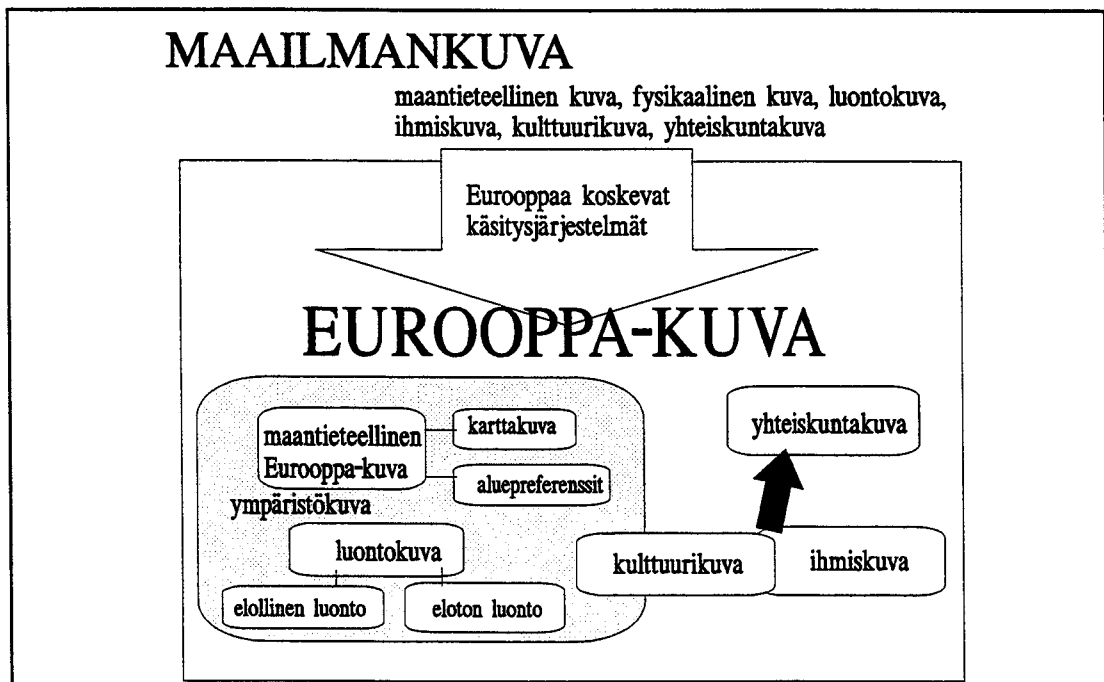 MAAILMANKUVA
maantieteellinen kuva, fysikaalinen kuva, luontokuva,
ihmiskuva, kulttuurikuva, yhteiskuntakuva
Eurooppaa koskevat
käsitysjärjestelmät
EUROOPPA-KUVA
maantieteellinen
Eurooppa-kuva
karttakuva
aluepreferenssit
ympäristökuva
luontokuva
elollinen luonto
eloton luonto
yhteiskuntakuva
kulttuurikuva
ihmiskuva